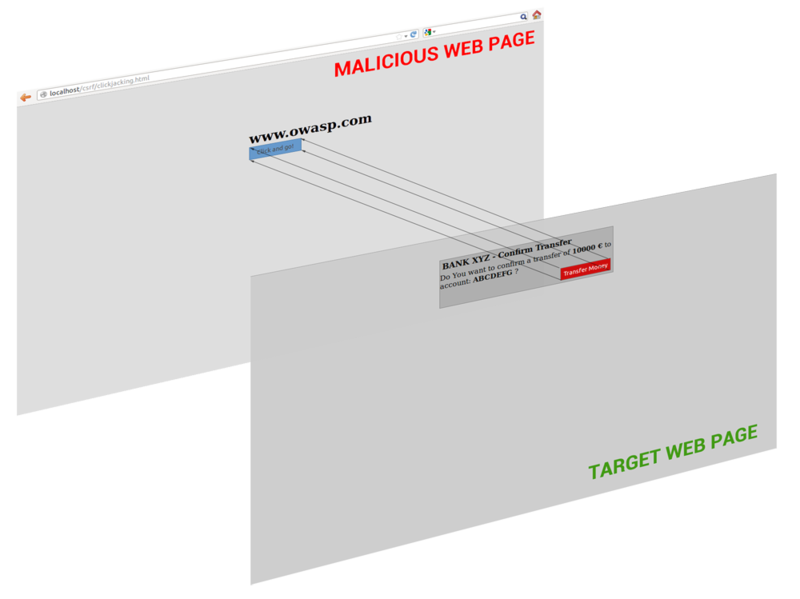 MALICIOUS WEB PAGE
localhost/csrf/clickjacking.html
www.owasp.com
Click and go!
BANK XYZ - Confirm Transfer
Do You want to confirm a transfer of 10000 € to
account: ABCDEFG ?
Transfer Money
TARGET WEB PAGE